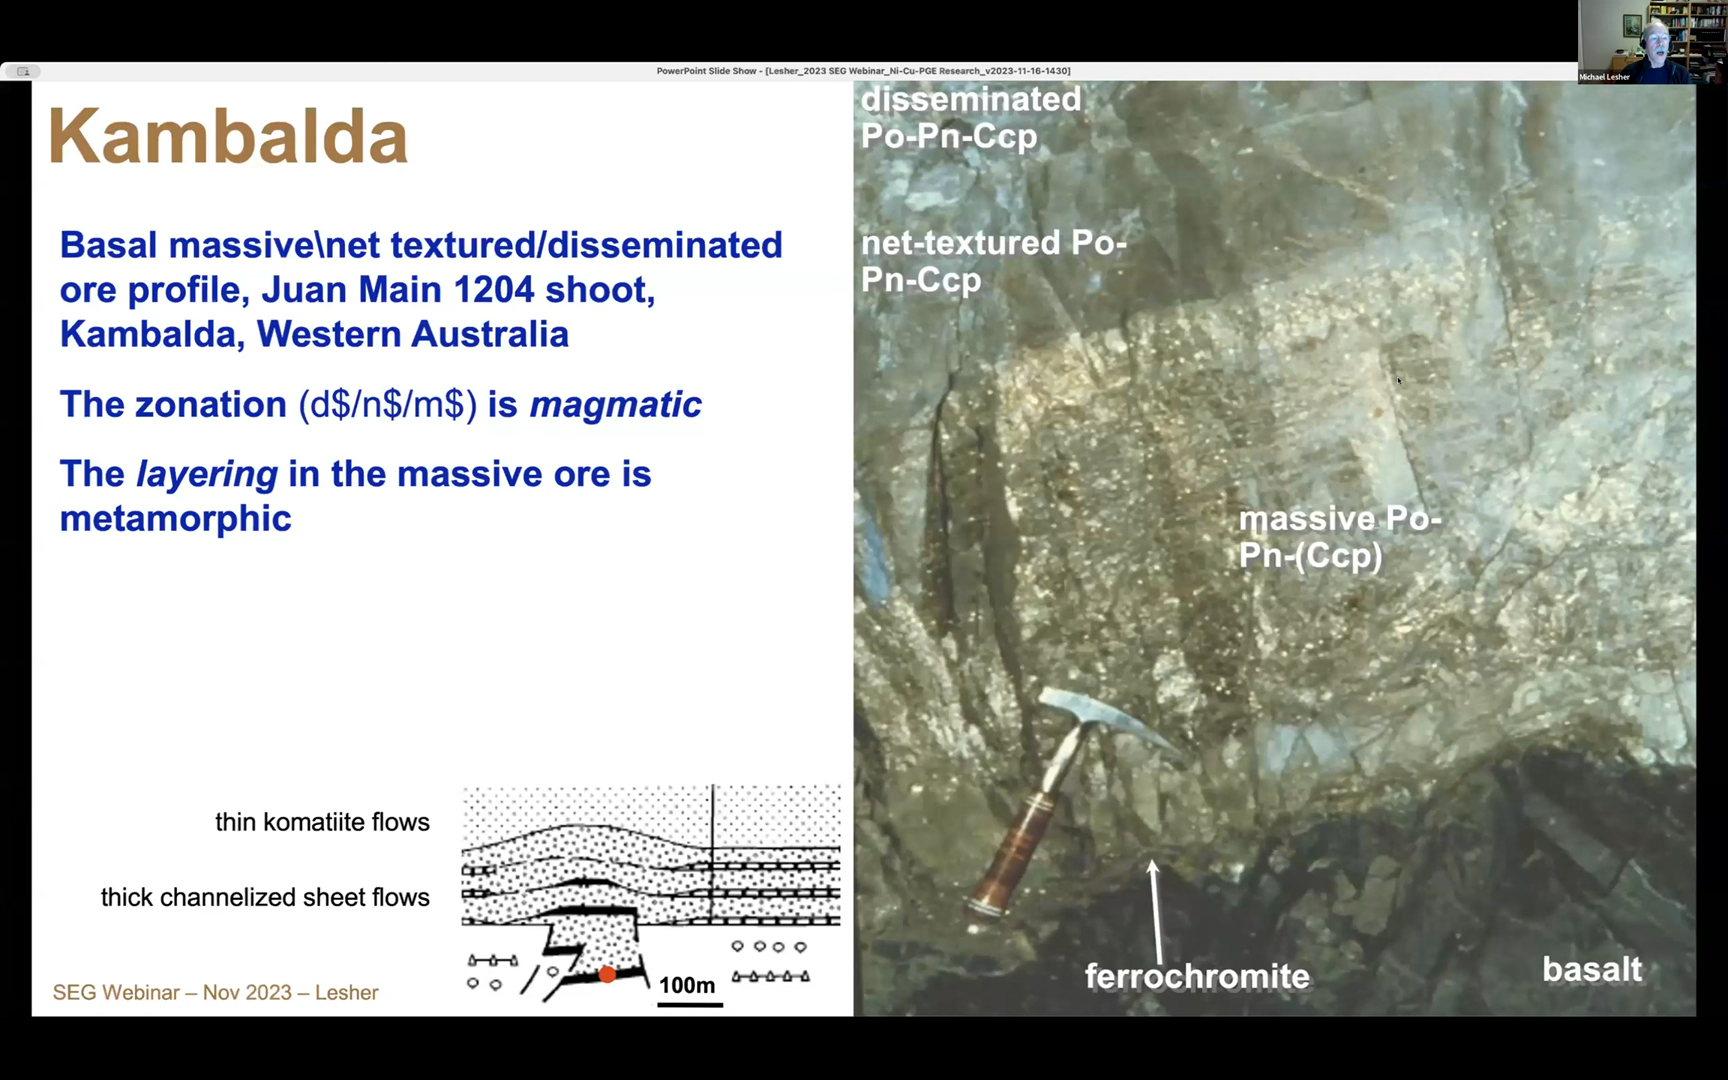 PowerPoint Slide Show - [Lesher_2023 SEG Webinar_Ni-Cu-PGE Research_v2023-11-16-1430]
Michael Lesher
Kambalda
Basal massive\net textured/disseminated
ore profile, Juan Main 1204 shoot,
Kambalda, Western Australia
The zonation (d$/n$/m$) is magmatic
The layering in the massive ore is
metamorphic
thin komatiite flows
thick channelized sheet flows
100m
SEG Webinar – Nov 2023 – Lesher
disseminated
Po-Pn-Ccp
net-textured Po-
Pn-Ccp
massive Po-
Pn-(Ccp)
ferrochromite
basalt